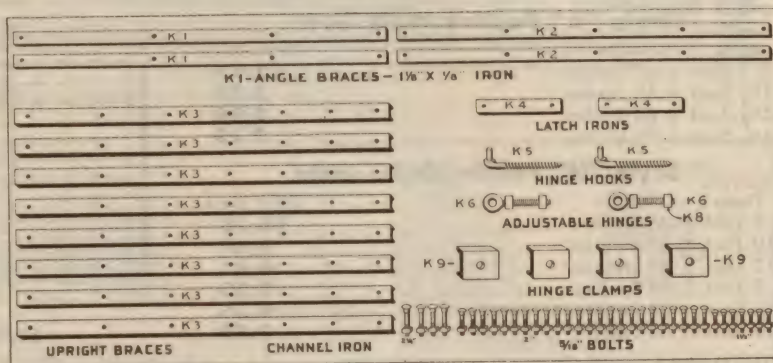 K1 K2
K1 K2
K1-ANGLE BRACES-1⅛" X ⅛" IRON
K3
K3
K3
K3
K3
K3
K3
K3
UPRIGHT BRACES CHANNEL IRON
K4 K4
LATCH IRONS
K5 K5
HINGE HOOKS
K6 K6
K8
ADJUSTABLE HINGES
K9 K9
HINGE CLAMPS
2" 
5/16" BOLTS